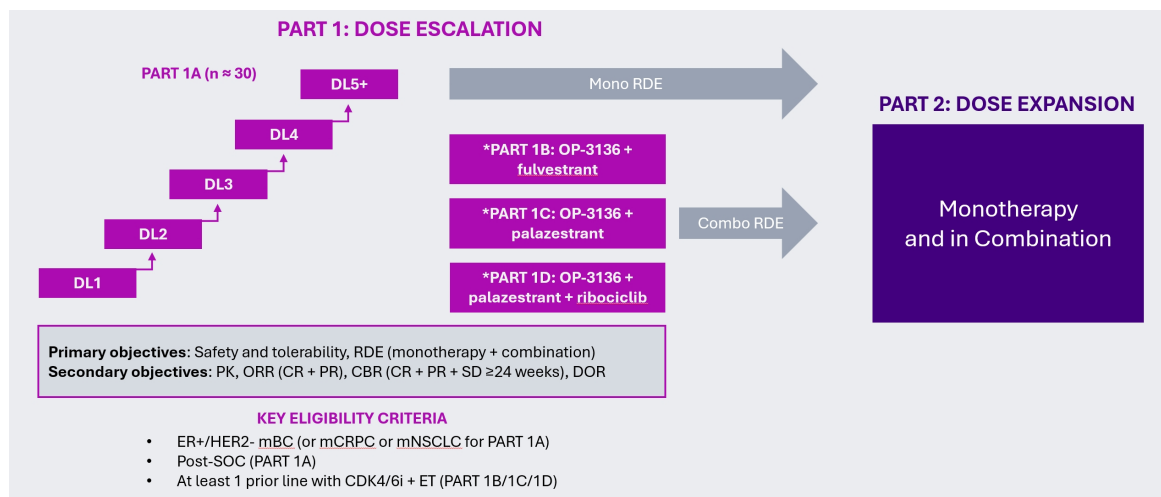 PART 1: DOSE ESCALATION
PART 1A (n ≈ 30)
DL5+
DL4
DL3
DL2
DL1
Mono RDE
*PART 1B: OP-3136 +
fulvestrant
*PART 1C: OP-3136 +
palazestrant
*PART 1D: OP-3136 +
palazestrant + ribociclib
Combo RDE
PART 2: DOSE EXPANSION
Monotherapy
and in Combination
Primary objectives: Safety and tolerability, RDE (monotherapy + combination)
Secondary objectives: PK, ORR (CR + PR), CBR (CR + PR + SD ≥24 weeks), DOR
KEY ELIGIBILITY CRITERIA
• ER+/HER2- mBC (or mCRPC or mNSCLC for PART 1A)
• Post-SOC (PART 1A)
• At least 1 prior line with CDK4/6i + ET (PART 1B/1C/1D)